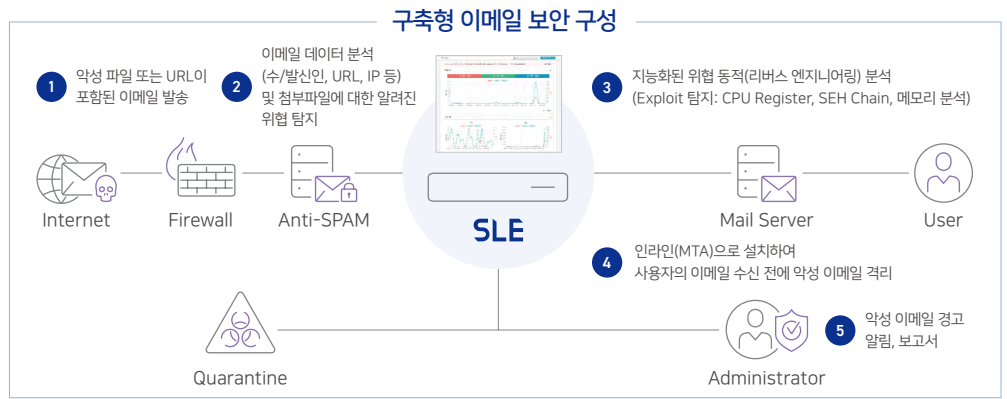 구축형 이메일 보안 구성
1
악성 파일 또는 URL이
포함된 이메일 발송
2
이메일 데이터 분석
(수/발신인, URL, IP 등)
및 첨부파일에 대한 알려진
위협 탐지
3
지능화된 위협 동적(리버스 엔지니어링) 분석
(Exploit 탐지: CPU Register, SEH Chain, 메모리 분석)
Internet
Firewall
Anti-SPAM
SLE
Mail Server
User
4
인라인(MTA)으로 설치하여
사용자의 이메일 수신 전에 악성 이메일 격리
Quarantine
Administrator
5
악성 이메일 경고
알림, 보고서